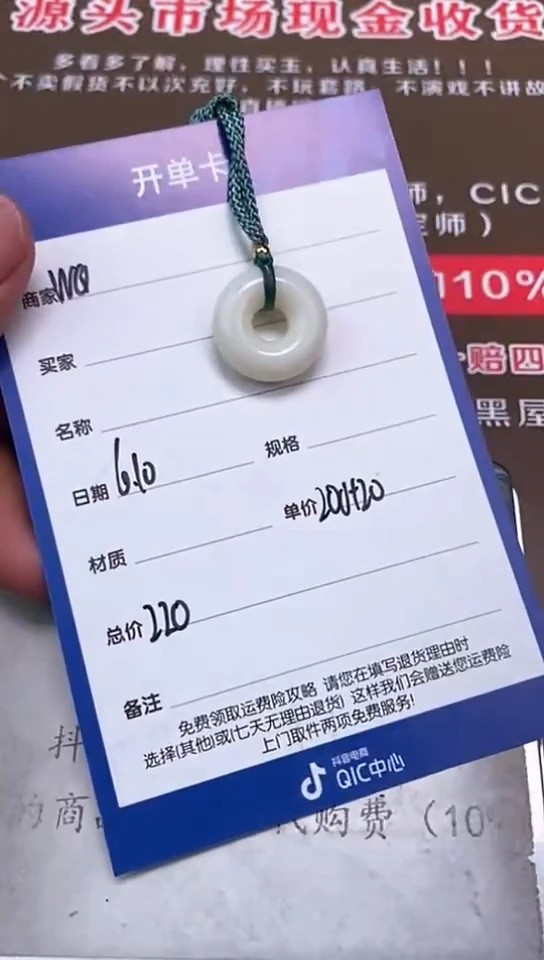 源头市场现金收货
多看多了解，理性买玉，认真生活！！！
不卖假货不以次充好，不玩套路 不演戏不讲故
师，CIC
师）
110%
赔四
黑屋
开单卡
商家 WQ
买家
名称
日期 6.10 规格
材质 单价 200+20
总价 220
备注
免费领取运费险攻略 请您在填写退货理由时
选择(其他)或(七天无理由退货) 这样我们会赠送您运费险
上门取件两项免费服务!
抖音电商
QIC中心
抖
的商 代购费（10%